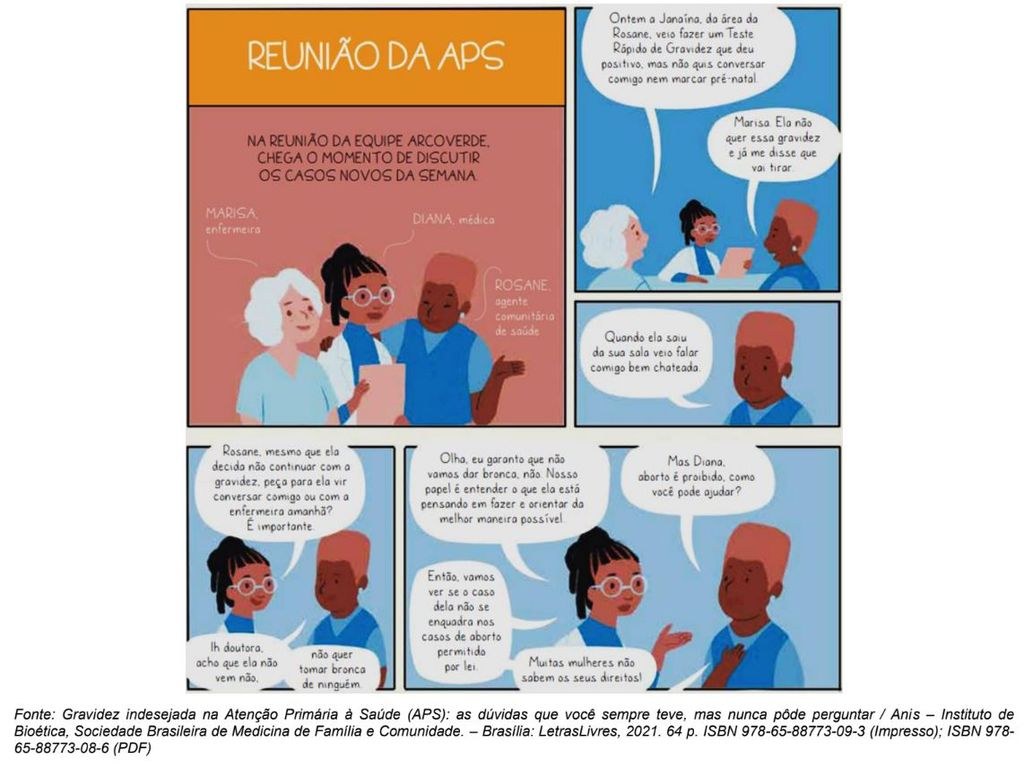 REUNIÃO DA APS
NA REUNIÃO DA EQUIPE ARCOVERDE,
CHEGA O MOMENTO DE DISCUTIR
OS CASOS NOVOS DA SEMANA.
MARISA,
enfermeira
DIANA, médica
ROSANE,
agente
comunitária
de saúde
Ontem a Janaína, da área da
Rosane, veio fazer um Teste
Rápido de Gravidez que deu
positivo, mas não quis conversar
comigo nem marcar pré-natal.
Marisa. Ela não
quer essa gravidez
e já me disse que
vai tirar.
Quando ela saiu
da sua sala veio falar
comigo bem chateada.
Rosane, mesmo que ela
decida não continuar com a
gravidez, peça para ela vir
conversar comigo ou com a
enfermeira amanhã?
É importante.
Ih doutora,
acho que ela não
vem não,
não quer
tomar bronca
de ninguém.
Olha, eu garanto que não
vamos dar bronca, não. Nosso
papel é entender o que ela está
pensando em fazer e orientar da
melhor maneira possível.
Mas Diana,
aborto é proibido, como
você pode ajudar?
Então, vamos
ver se o caso
dela não se
enquadra nos
casos de aborto
permitido
por lei.
Muitas mulheres não
sabem os seus direitos!
Fonte: Gravidez indesejada na Atenção Primária à Saúde (APS): as dúvidas que você sempre teve, mas nunca pôde perguntar / Anis – Instituto de
Bioética, Sociedade Brasileira de Medicina de Família e Comunidade. – Brasília: LetrasLivres, 2021. 64 p. ISBN 978-65-88773-09-3 (Impresso); ISBN 978-
65-88773-08-6 (PDF)